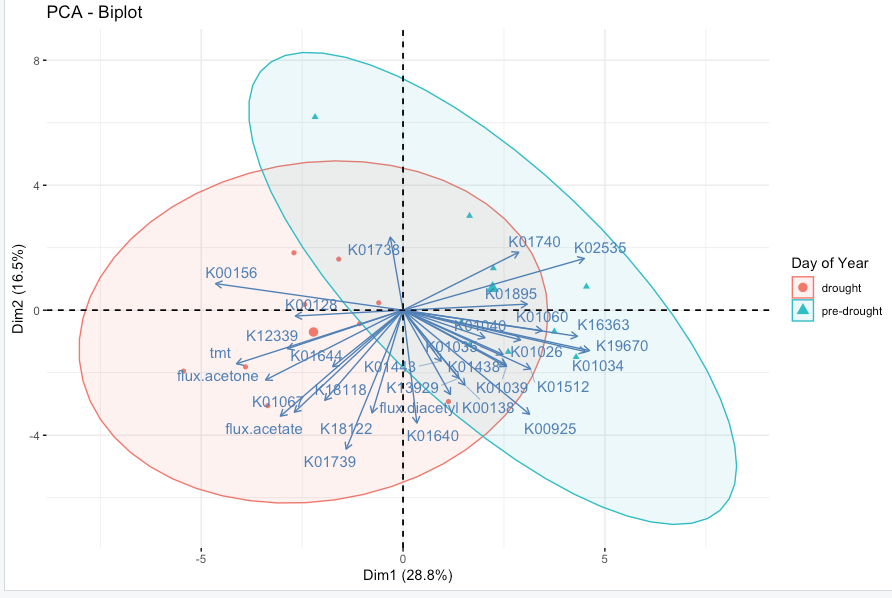 PCA - Biplot
8
4
0
-4
-5
0
5
Dim2 (16.5%)
Dim1 (28.8%)
K01738
K01740
K02535
K00156
K01895
K00128
K01060
K16363
K01040
K12339
K19670
K01035
K01026
tmt
K01644
K01034
K01443
K01438
flux.acetone
K18118
K13929
K01039
K01512
K01067
flux.diacetyl
K00138
flux.acetate
K18122
K01640
K00925
K01739
Day of Year
drought
pre-drought